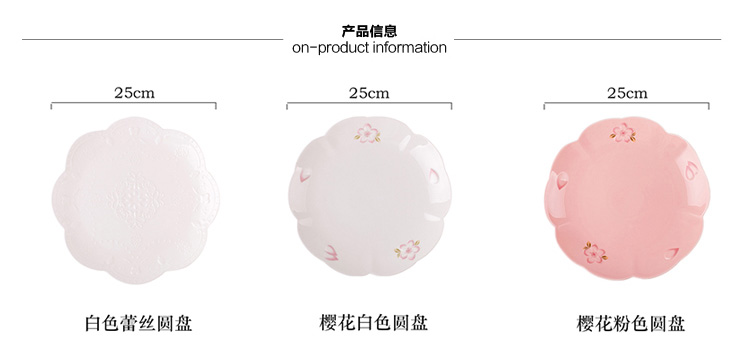 产品信息
on-product information
25cm 25cm 25cm
白色蕾丝圆盘 樱花白色圆盘 樱花粉色圆盘